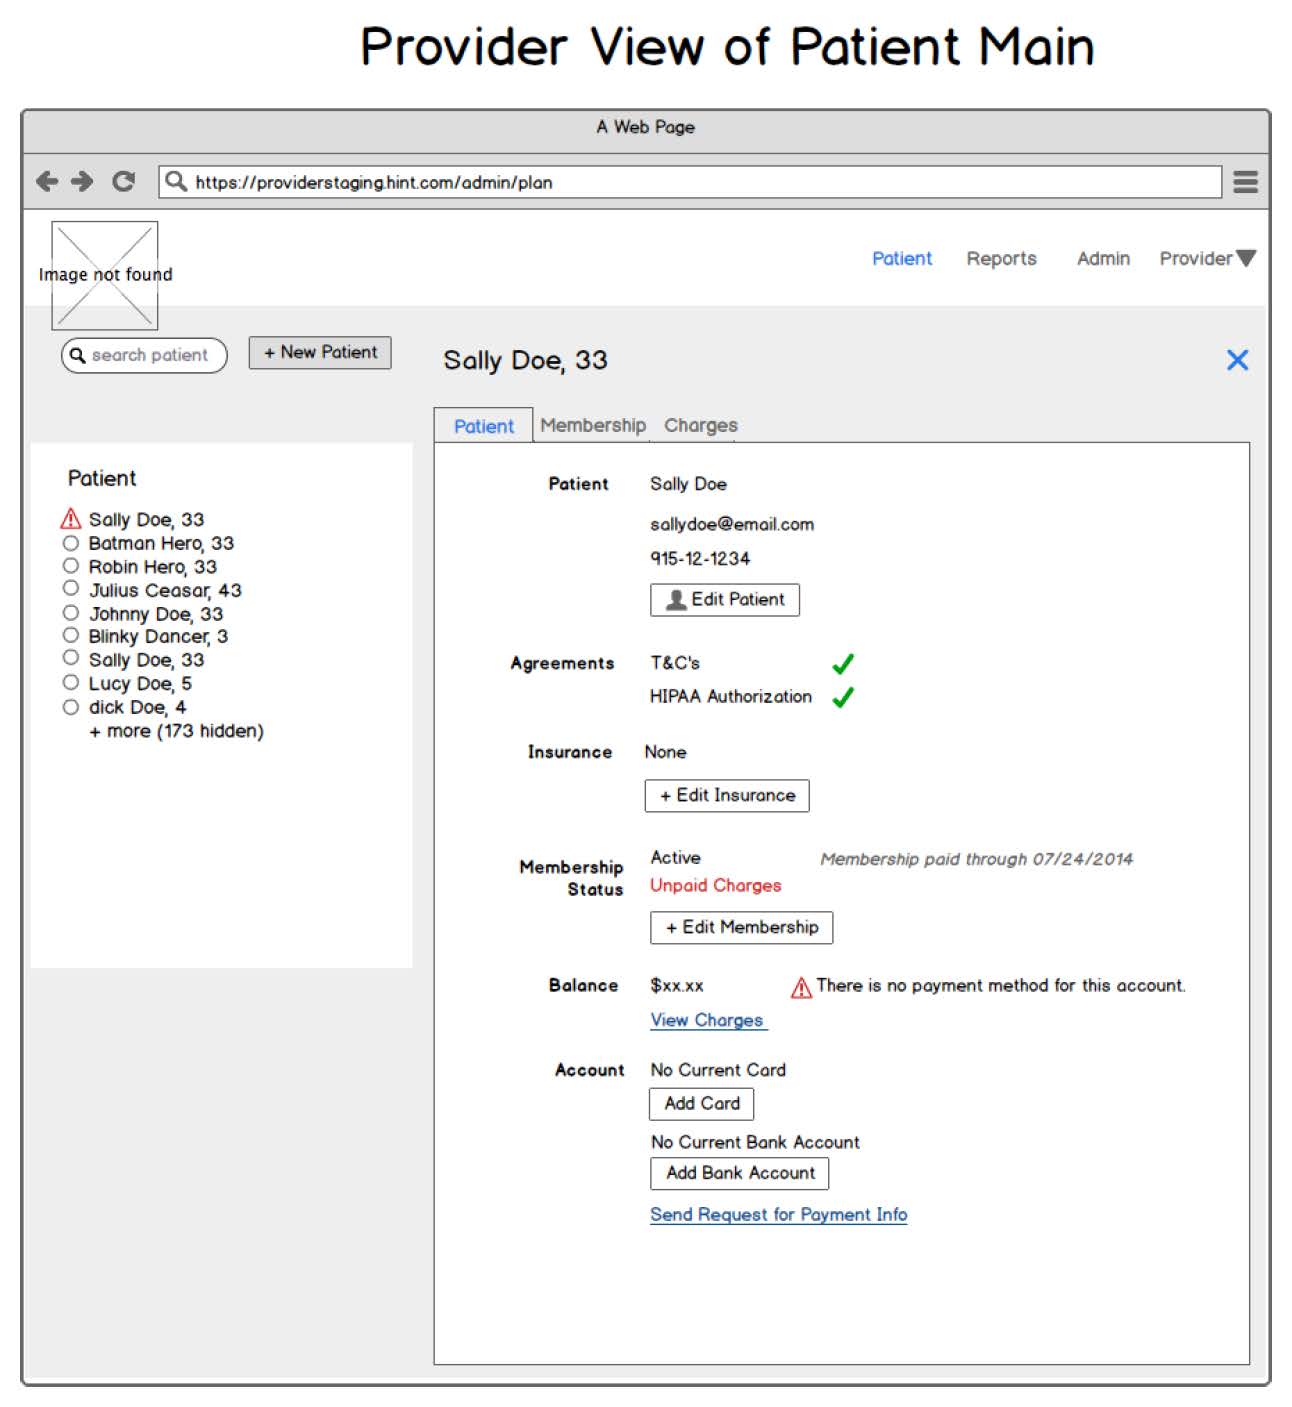 Provider View of Patient Main
A Web Page
https://providerstaging.hint.com/admin/plan
Image not found
Patient Reports Admin Provider
search patient
+ New Patient
Sally Doe, 33
Patient Membership Charges
Patient
Sally Doe, 33
Batman Hero, 33
Robin Hero, 33
Julius Ceasar, 43
Johnny Doe, 33
Blinky Dancer, 3
Sally Doe, 33
Lucy Doe, 5
dick Doe, 4
+ more (173 hidden)
Patient Sally Doe
sallydoe@email.com
915-12-1234
Edit Patient
Agreements T&C's
HIPAA Authorization
Insurance None
+ Edit Insurance
Membership Status
Active Membership paid through 07/24/2014
Unpaid Charges
+ Edit Membership
Balance $xx.xx There is no payment method for this account.
View Charges
Account No Current Card
Add Card
No Current Bank Account
Add Bank Account
Send Request for Payment Info